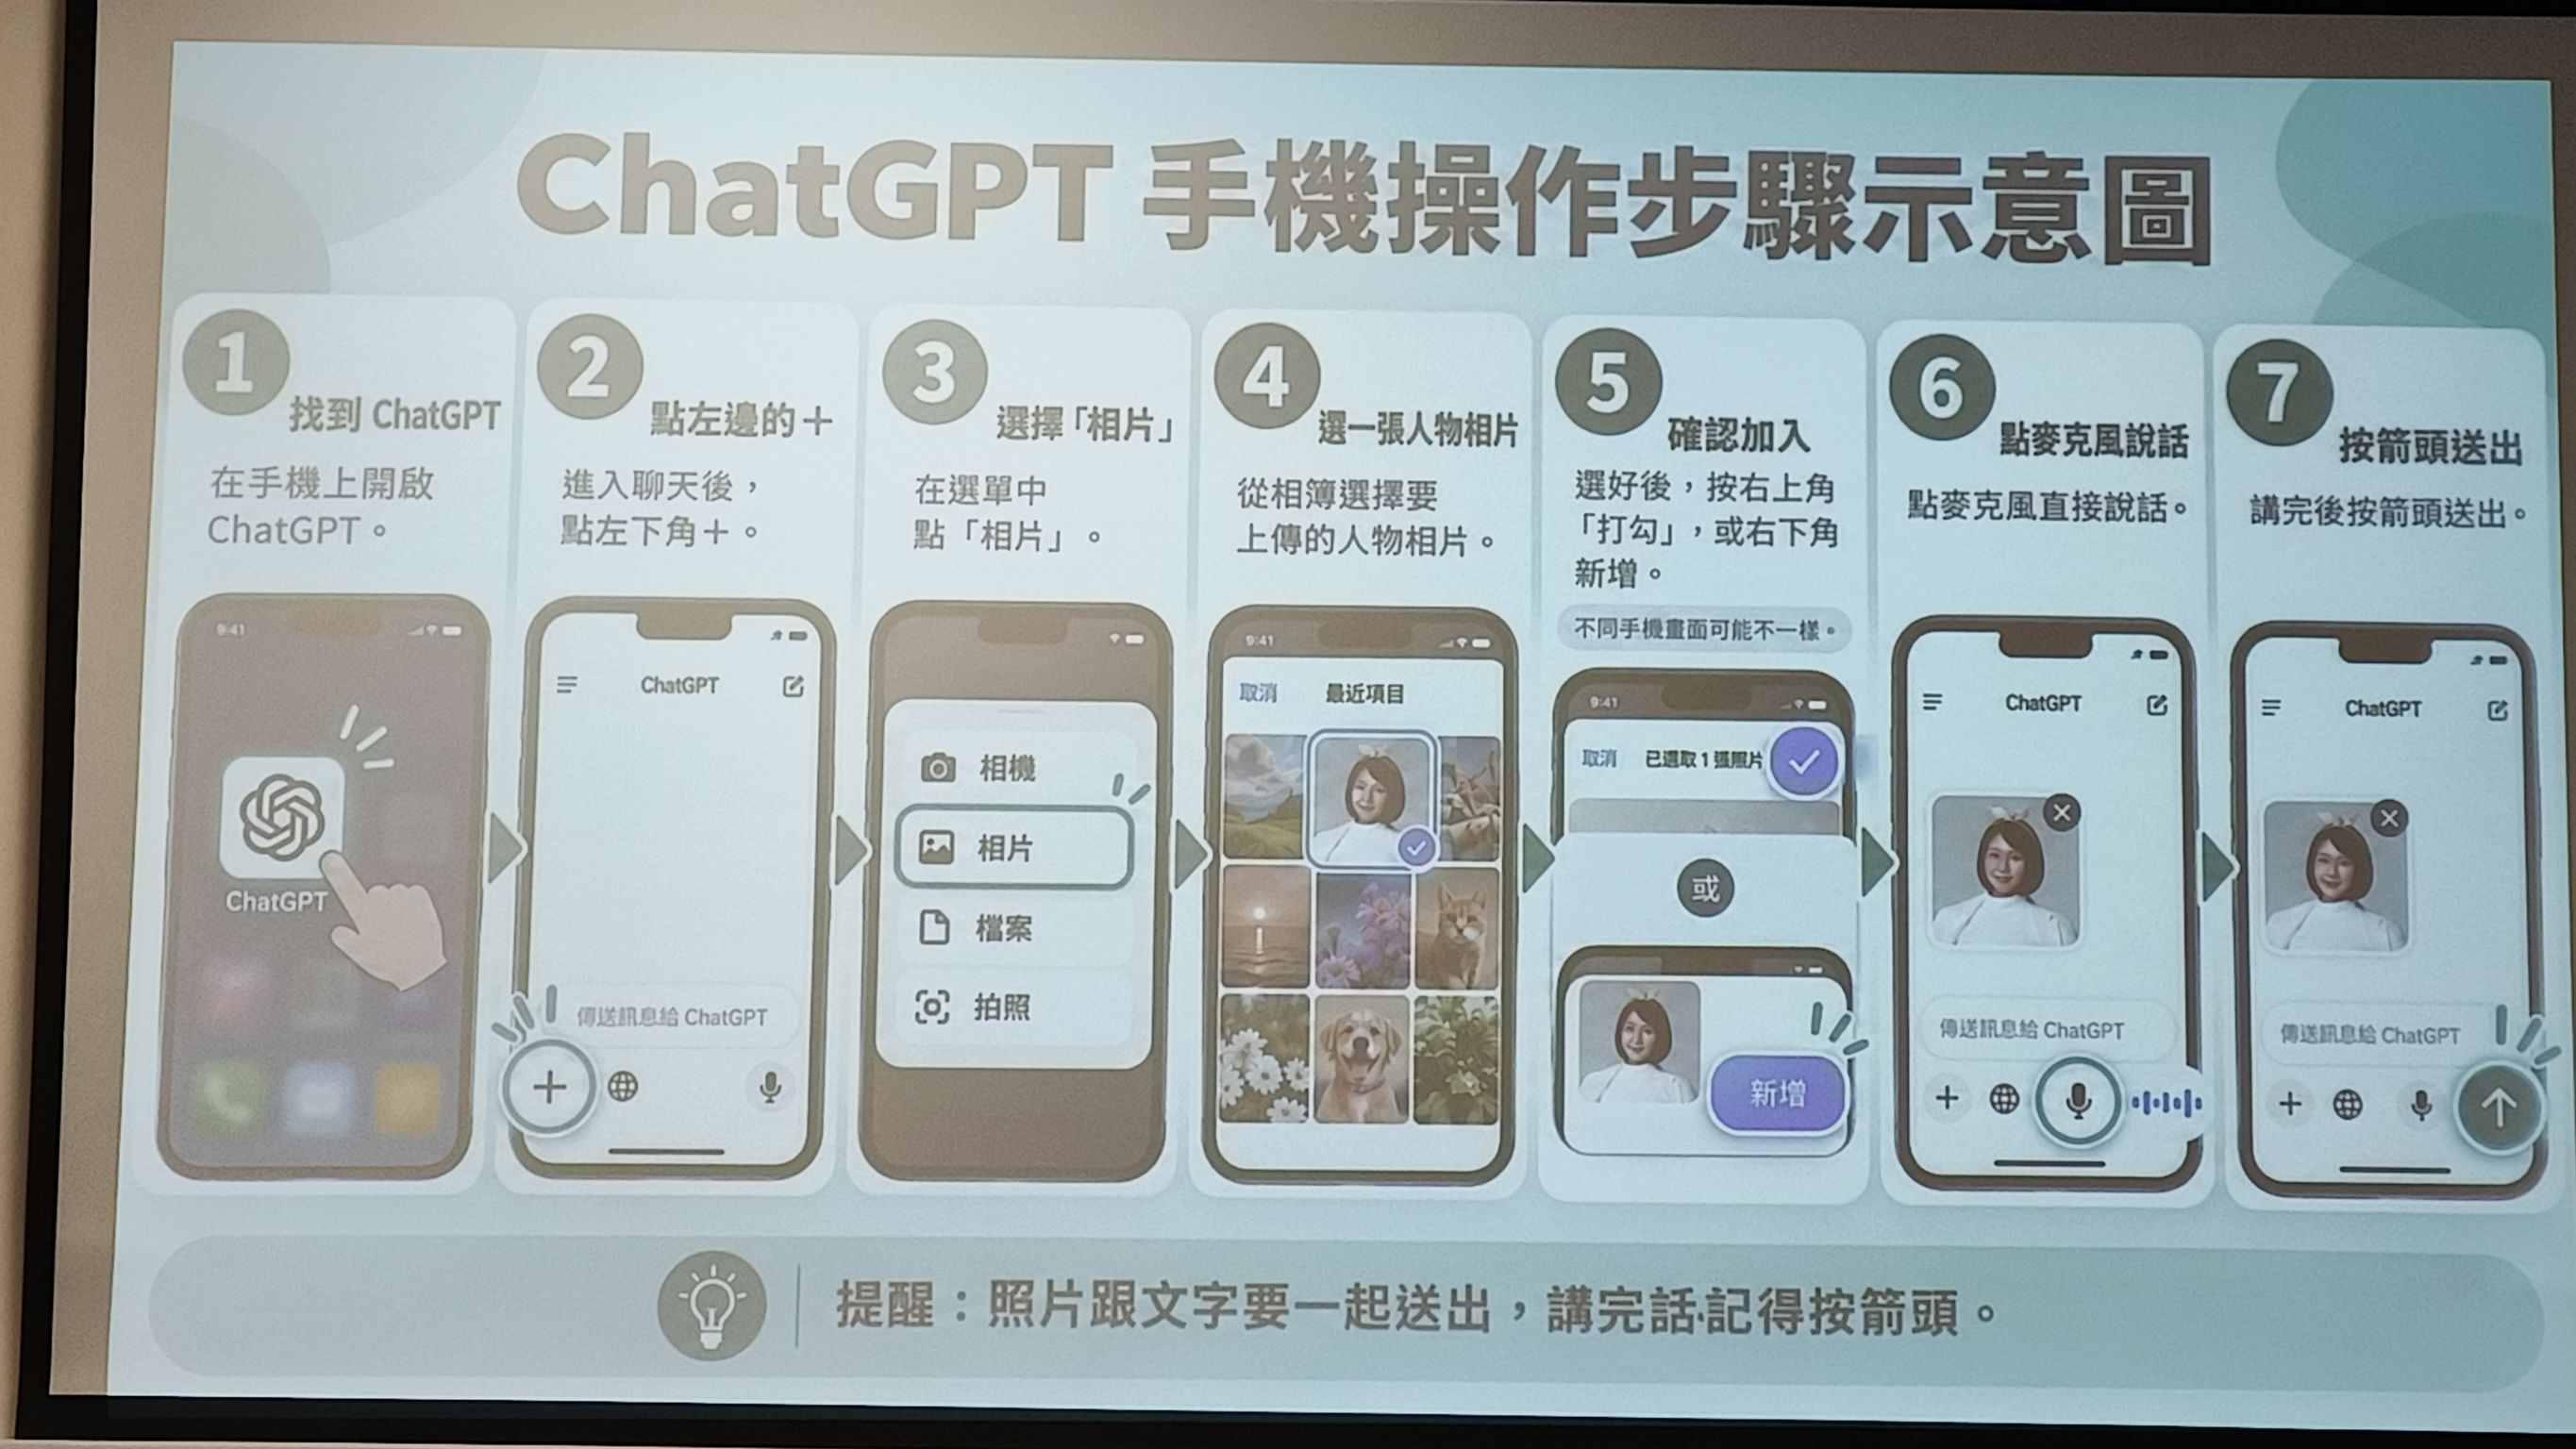 ChatGPT 手機操作步驟示意圖
1
找到 ChatGPT
在手機上開啟
ChatGPT。
9:41
ChatGPT
2
點左邊的＋
進入聊天後，
點左下角＋。
ChatGPT
傳送訊息給 ChatGPT
3
選擇「相片」
在選單中
點「相片」。
相機
相片
檔案
拍照
4
選一張人物相片
從相簿選擇要
上傳的人物相片。
9:41
取消 最近項目
5
確認加入
選好後，按右上角
「打勾」，或右下角
新增。
不同手機畫面可能不一樣。
9:41
取消 已選取 1 張照片
或
新增
6
點麥克風說話
點麥克風直接說話。
ChatGPT
傳送訊息給 ChatGPT
7
按箭頭送出
講完後按箭頭送出。
ChatGPT
傳送訊息給 ChatGPT
提醒：照片跟文字要一起送出，講完話記得按箭頭。